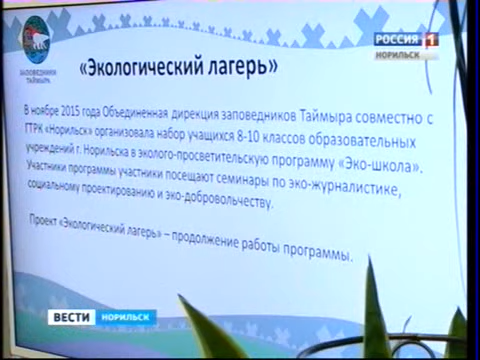 ЗАПОВЕДНИКИ
ТАЙМЫРА
«Экологический лагерь»
РОССИЯ 1
НОРИЛЬСК
В ноябре 2015 года Объединенная дирекция заповедников Таймыра совместно с
ГТРК «Норильск» организовала набор учащихся 8-10 классов образовательных
учреждений г. Норильска в эколого-просветительскую программу «Эко-школа».
Участники программы участники посещают семинары по эко-журналистике,
социальному проектированию и эко-добровольчеству.
Проект «Экологический лагерь» – продолжение работы программы.
ВЕСТИ НОРИЛЬСК